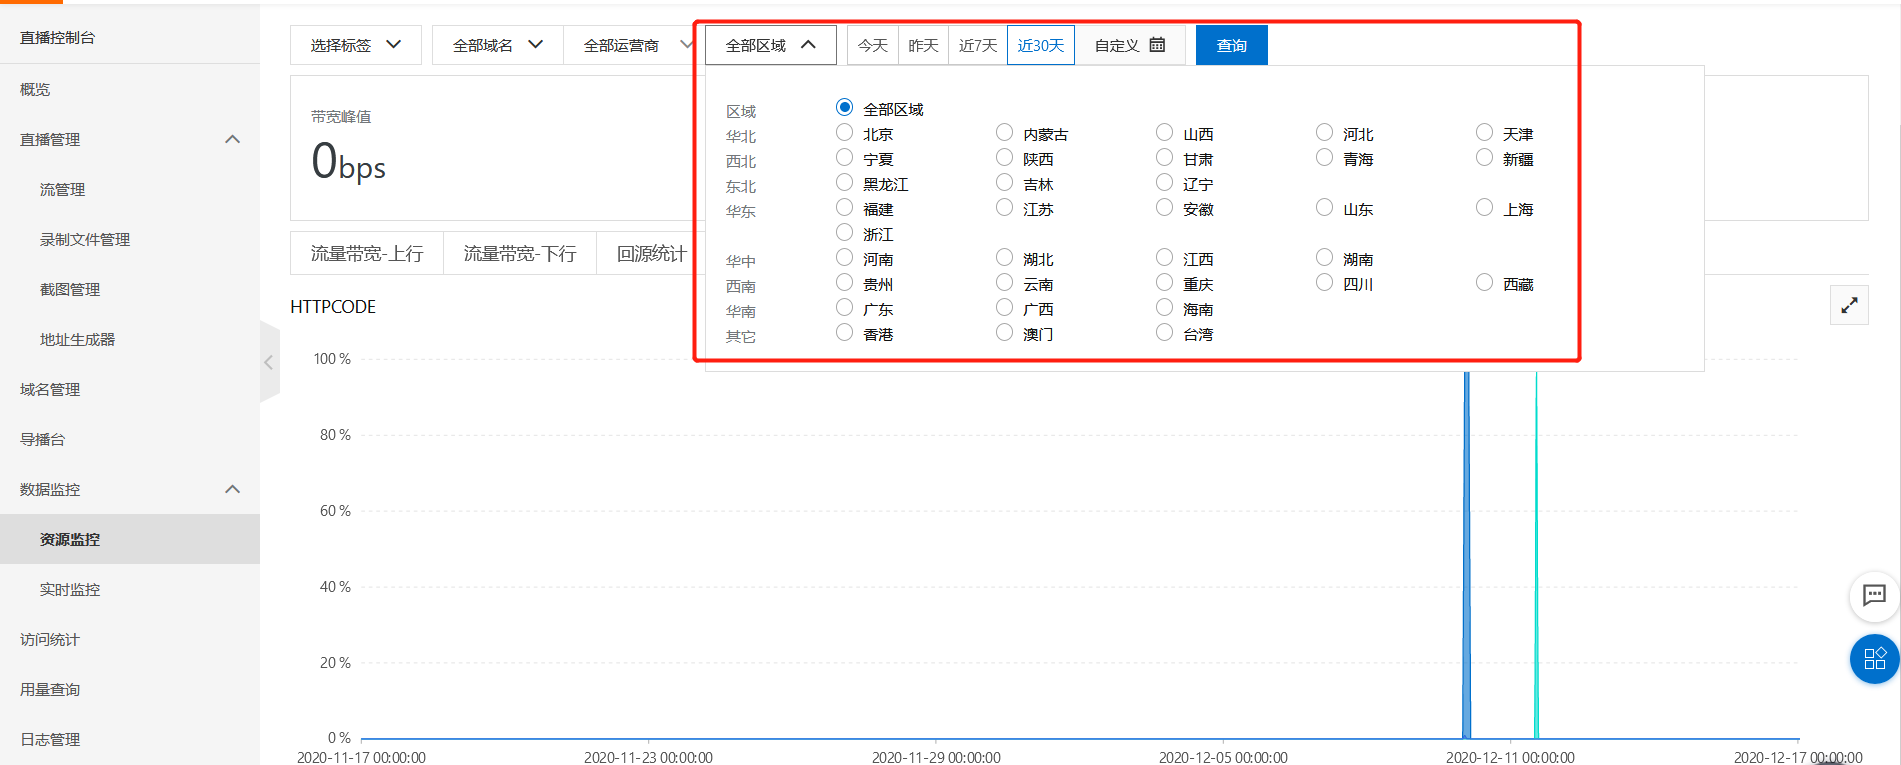 直播控制台
概览
直播管理
流管理
录制文件管理
截图管理
地址生成器
域名管理
导播台
数据监控
资源监控
实时监控
访问统计
用量查询
日志管理
选择标签 全部域名 全部运营商 全部区域 今天 昨天 近7天 近30天 自定义 查询
带宽峰值
0bps
区域 全部区域
华北 北京 内蒙古 山西 河北 天津
西北 宁夏 陕西 甘肃 青海 新疆
东北 黑龙江 吉林 辽宁
华东 福建 江苏 安徽 山东 上海
浙江
华中 河南 湖北 江西 湖南
西南 贵州 云南 重庆 四川 西藏
华南 广东 广西 海南
其它 香港 澳门 台湾
流量带宽-上行 流量带宽-下行 回源统计
HTTPCODE
100 %
80 %
60 %
40 %
20 %
0 %
2020-11-17 00:00:00 2020-11-23 00:00:00 2020-11-29 00:00:00 2020-12-05 00:00:00 2020-12-11 00:00:00 2020-12-17 00:00:00